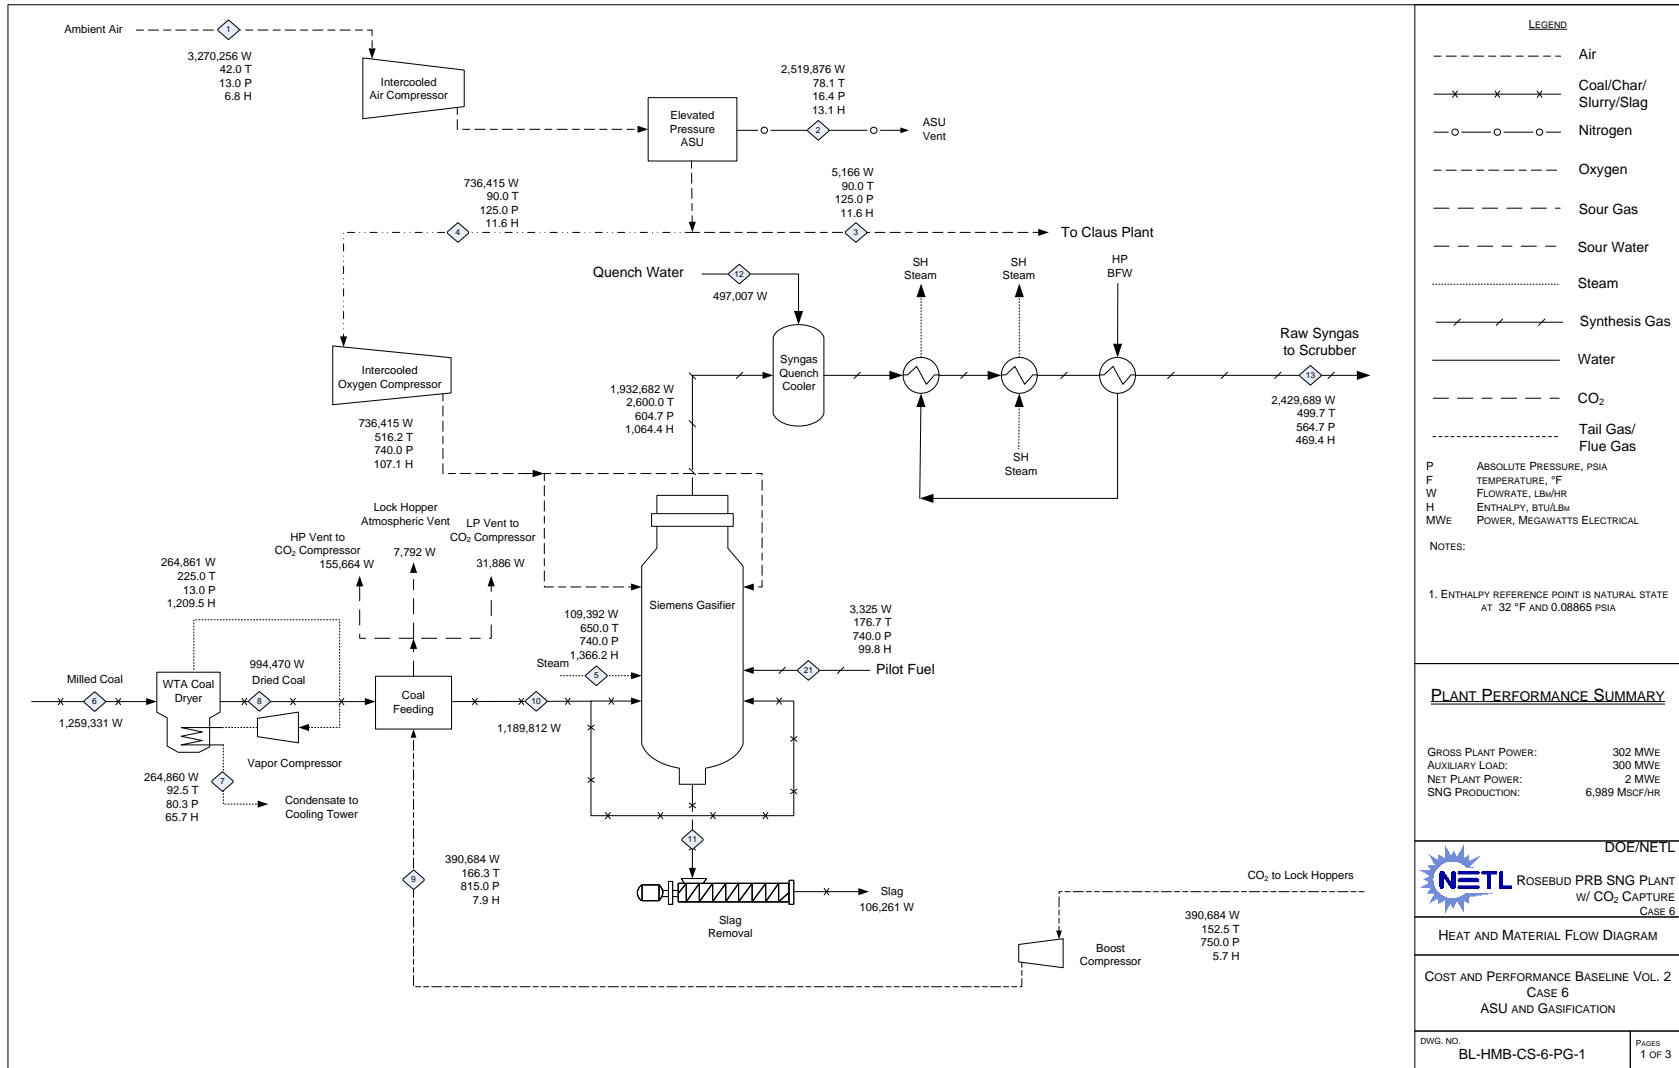 Ambient Air
1
3,270,256 W
42.0 T
13.0 P
6.8 H
Intercooled
Air Compressor
Elevated
Pressure
ASU
2,519,876 W
78.1 T
16.4 P
13.1 H
2
ASU
Vent
736,415 W
90.0 T
125.0 P
11.6 H
4
5,166 W
90.0 T
125.0 P
11.6 H
3
To Claus Plant
Quench Water
12
497,007 W
SH
Steam
SH
Steam
HP
BFW
Syngas
Quench
Cooler
SH
Steam
Raw Syngas
to Scrubber
13
2,429,689 W
499.7 T
564.7 P
469.4 H
Intercooled
Oxygen Compressor
736,415 W
516.2 T
740.0 P
107.1 H
1,932,682 W
2,600.0 T
604.7 P
1,064.4 H
Lock Hopper
Atmospheric Vent
7,792 W
HP Vent to
CO2 Compressor
155,664 W
LP Vent to
CO2 Compressor
31,886 W
264,861 W
225.0 T
13.0 P
1,209.5 H
Siemens Gasifier
109,392 W
650.0 T
740.0 P
1,366.2 H
Steam
5
3,325 W
176.7 T
740.0 P
99.8 H
21
Pilot Fuel
Milled Coal
6
1,259,331 W
WTA Coal
Dryer
994,470 W
Dried Coal
8
Coal
Feeding
10
1,189,812 W
Vapor Compressor
264,860 W
92.5 T
80.3 P
65.7 H
7
Condensate to
Cooling Tower
11
390,684 W
166.3 T
815.0 P
7.9 H
9
Slag
106,261 W
Slag
Removal
CO2 to Lock Hoppers
390,684 W
152.5 T
750.0 P
5.7 H
Boost
Compressor
LEGEND
Air
Coal/Char/
Slurry/Slag
Nitrogen
Oxygen
Sour Gas
Sour Water
Steam
Synthesis Gas
Water
CO2
Tail Gas/
Flue Gas
P ABSOLUTE PRESSURE, PSIA
F TEMPERATURE, °F
W FLOWRATE, LBM/HR
H ENTHALPY, BTU/LBM
MWE POWER, MEGAWATTS ELECTRICAL
NOTES:
1. ENTHALPY REFERENCE POINT IS NATURAL STATE
AT 32 °F AND 0.08865 PSIA
PLANT PERFORMANCE SUMMARY
GROSS PLANT POWER: 302 MWE
AUXILIARY LOAD: 300 MWE
NET PLANT POWER: 2 MWE
SNG PRODUCTION: 6,989 MSCF/HR
DOE/NETL
NETL
ROSEBUD PRB SNG PLANT
W/ CO2 CAPTURE
CASE 6
HEAT AND MATERIAL FLOW DIAGRAM
COST AND PERFORMANCE BASELINE VOL. 2
CASE 6
ASU AND GASIFICATION
DWG. NO.
BL-HMB-CS-6-PG-1
PAGES
1 OF 3